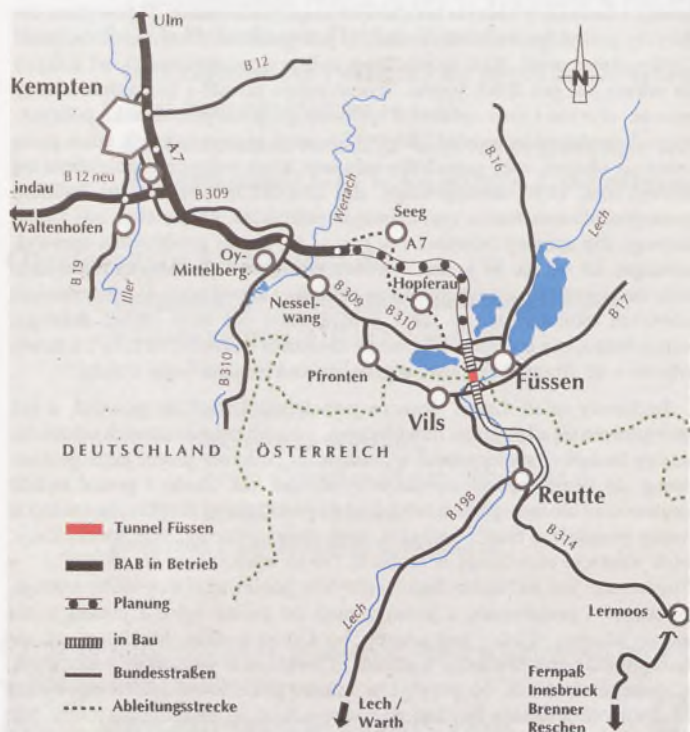 Ulm
N
Kempten
B 12
A 7
B 12 neu
Lindau
Waltenhofen
B 309
B 19
Iller
Oy-
Mittelberg
Wertach
Seeg
A 7
Hopferau
B 16
Lech
Nessel-
wang
B 309
B 310
B 17
B 310
Pfronten
Füssen
Vils
DEUTSCHLAND
ÖSTERREICH
Reutte
B 198
B 314
Lech
Lermoos
Tunnel Füssen
BAB in Betrieb
Planung
in Bau
Bundesstraßen
Ableitungsstrecke
Lech /
Warth
Fernpaß
Innsbruck
Brenner
Reschen